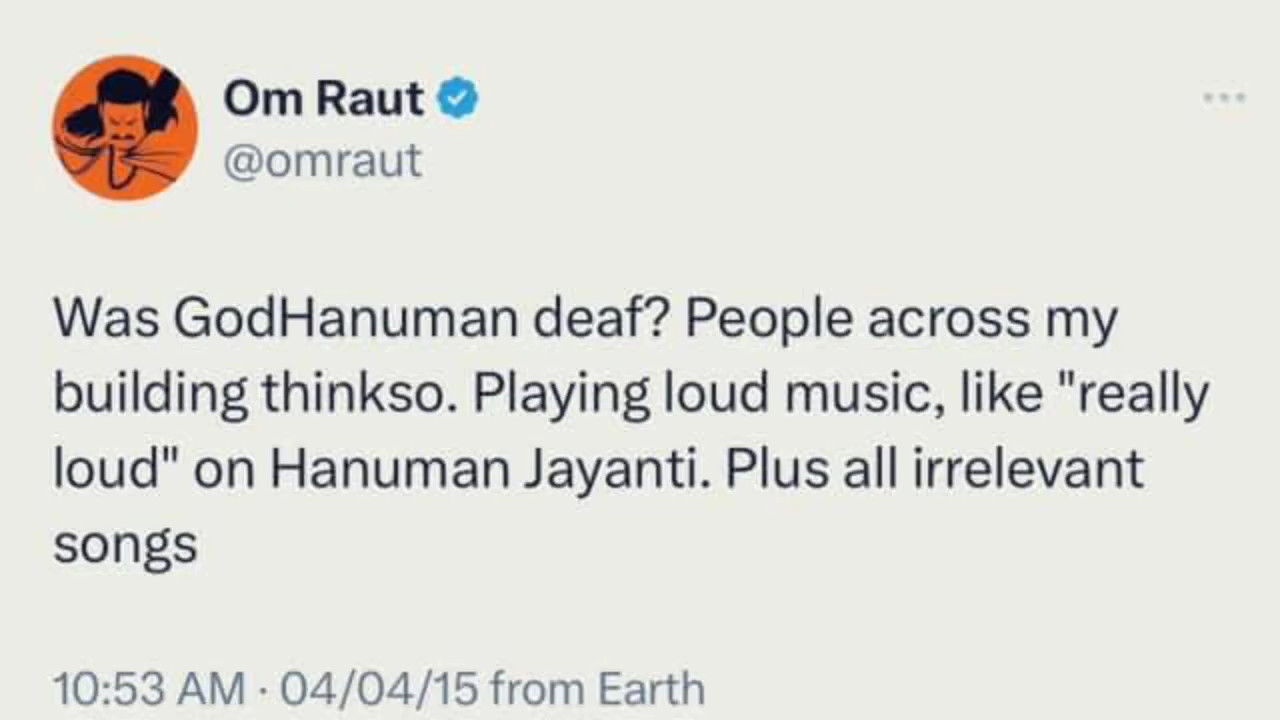 Om Raut
@omraut
Was GodHanuman deaf? People across my
building thinkso. Playing loud music, like "really
loud" on Hanuman Jayanti. Plus all irrelevant
songs
10:53 AM · 04/04/15 from Earth